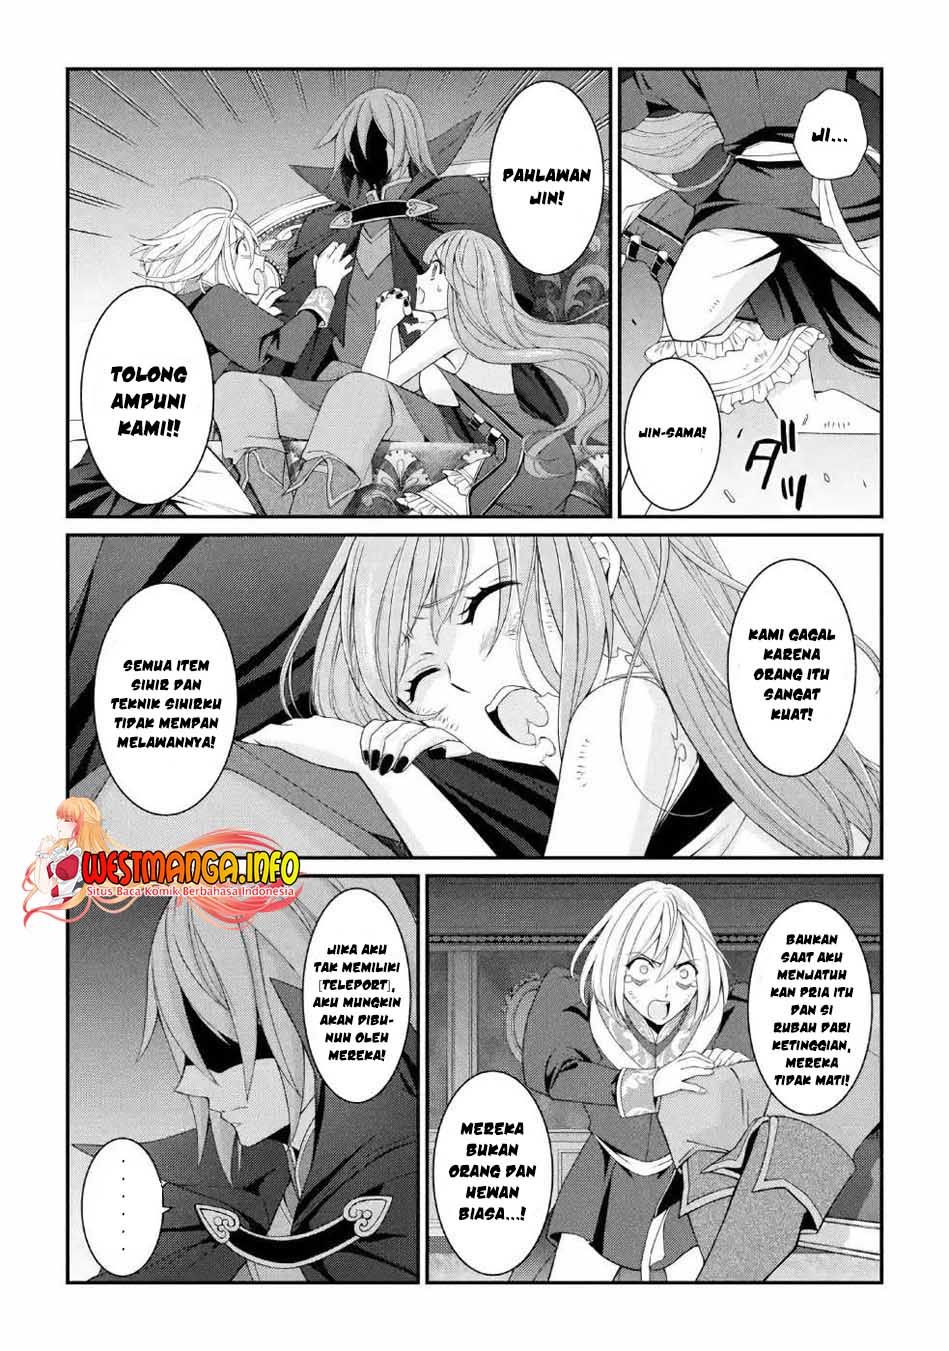 JI...
JIN-SAMA!
PAHLAWAN
JIN!
TOLONG
AMPUNI
KAMI!!
KAMI GAGAL
KARENA
ORANG ITU
SANGAT
KUAT!
SEMUA ITEM
SIHIR DAN
TEKNIK SIHIRKU
TIDAK MEMPAN
MELAWANNYA!
WESTMANGA.INFO
Situs Baca Komik Berbahasa Indonesia
BAHKAN
SAAT AKU
MENJATUH
KAN PRIA ITU
DAN SI
RUBAH DARI
KETINGGIAN,
MEREKA
TIDAK MATI!
MEREKA
BUKAN
ORANG DAN
HEWAN
BIASA...!
JIKA AKU
TAK MEMILIKI
[TELEPORT],
AKU MUNGKIN
AKAN DIBU-
NUH OLEH
MEREKA!
......